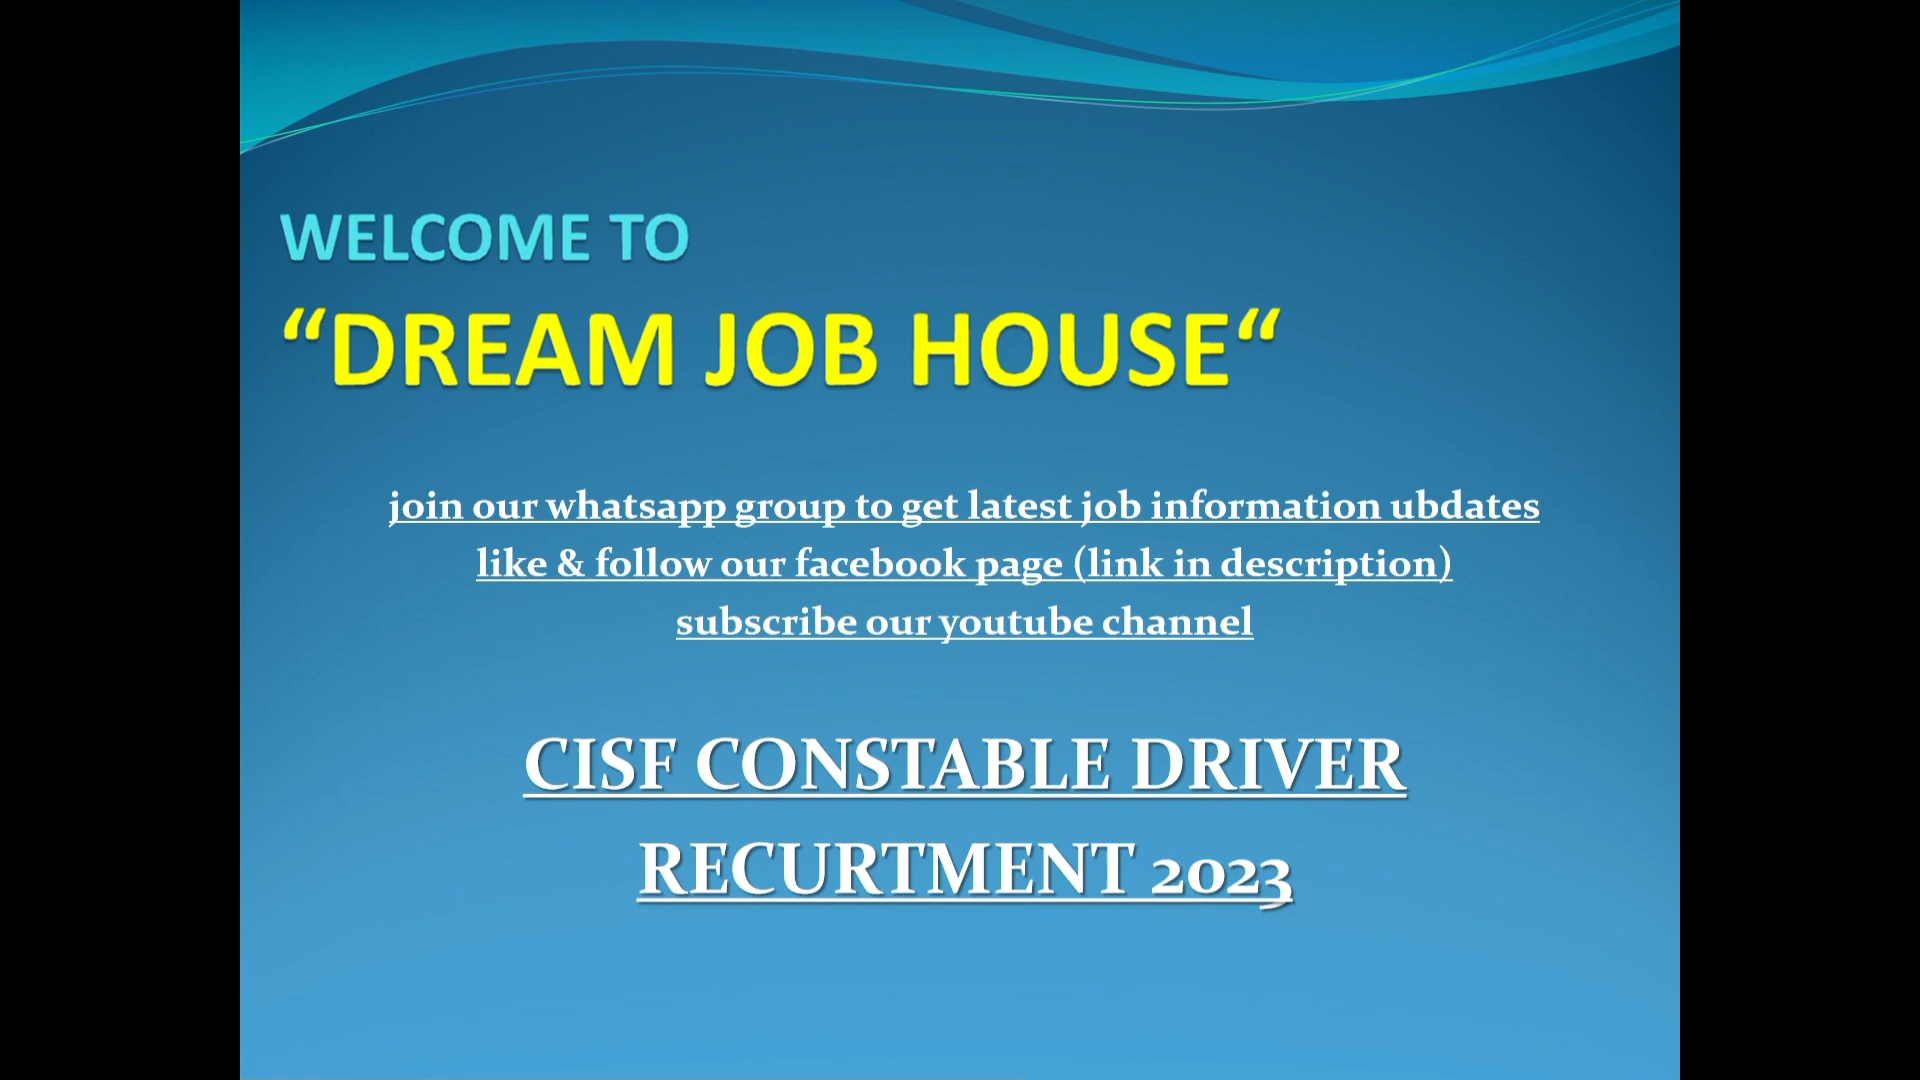 WELCOME TO
“DREAM JOB HOUSE“
join our whatsapp group to get latest job information ubdates
like & follow our facebook page (link in description)
subscribe our youtube channel
CISF CONSTABLE DRIVER
RECURTMENT 2023